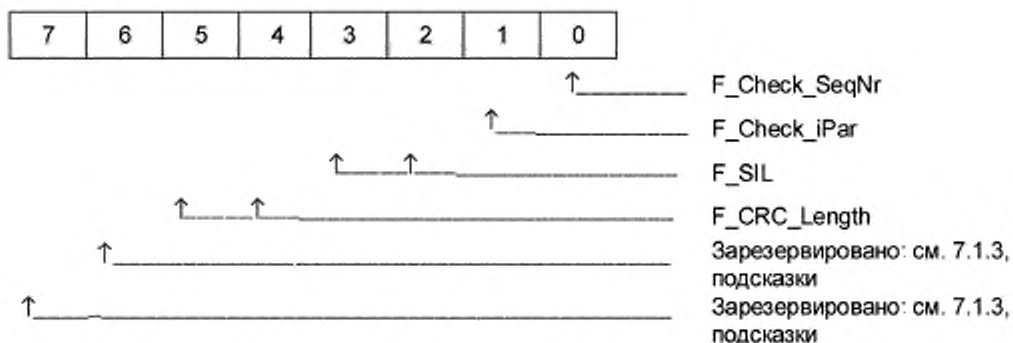 7 6 5 4 3 2 1 0
F_Check_SeqNr
F_Check_iPar
F_SIL
F_CRC_Length
Зарезервировано: см. 7.1.3,
подсказки
Зарезервировано: см. 7.1.3,
подсказки